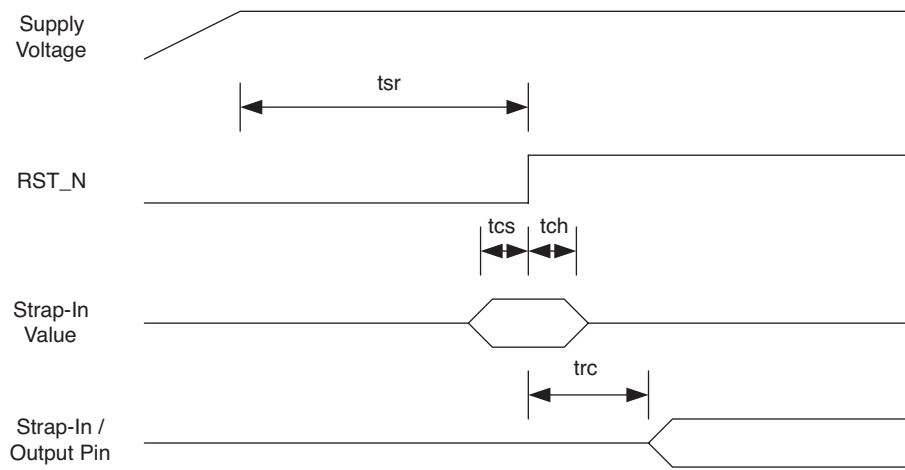 Supply
Voltage
tsr
RST_N
tcs
tch
Strap-In
Value
trc
Strap-In /
Output Pin